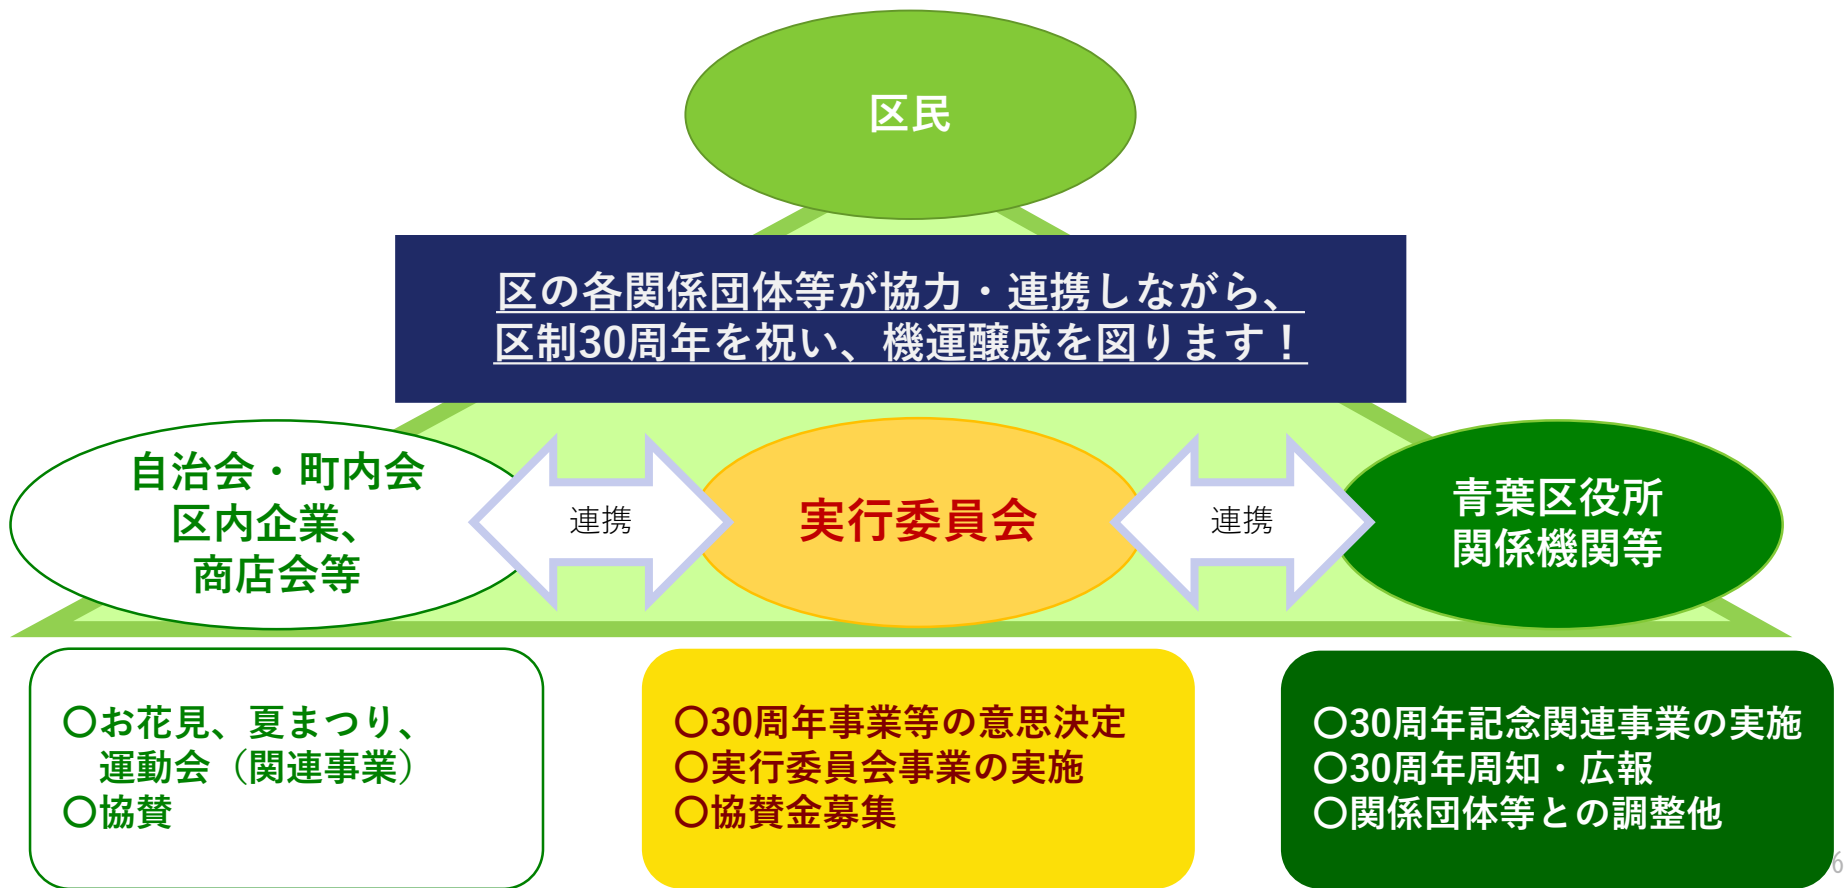 区民
区の各関係団体等が協力・連携しながら、
区制30周年を祝い、機運醸成を図ります！
自治会・町内会
区内企業、
商店会等
連携
実行委員会
連携
青葉区役所
関係機関等
〇お花見、夏まつり、
運動会（関連事業）
〇協賛
〇30周年事業等の意思決定
〇実行委員会事業の実施
〇協賛金募集
〇30周年記念関連事業の実施
〇30周年周知・広報
〇関係団体等との調整他
6